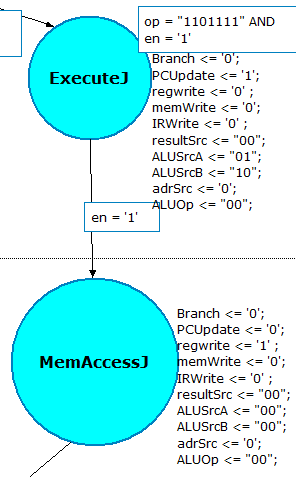 op = "1101111" AND
en = '1'
ExecuteJ
Branch <= '0';
PCUpdate <= '1';
regwrite <= '0' ;
memWrite <= '0';
IRWrite <= '0' ;
resultSrc <= "00";
ALUSrcA <= "01";
ALUSrcB <= "10";
adrSrc <= '0';
ALUOp <= "00";
en = '1'
MemAccessJ
Branch <= '0';
PCUpdate <= '0';
regwrite <= '1' ;
memWrite <= '0';
IRWrite <= '0' ;
resultSrc <= "00";
ALUSrcA <= "00";
ALUSrcB <= "00";
adrSrc <= '0';
ALUOp <= "00";